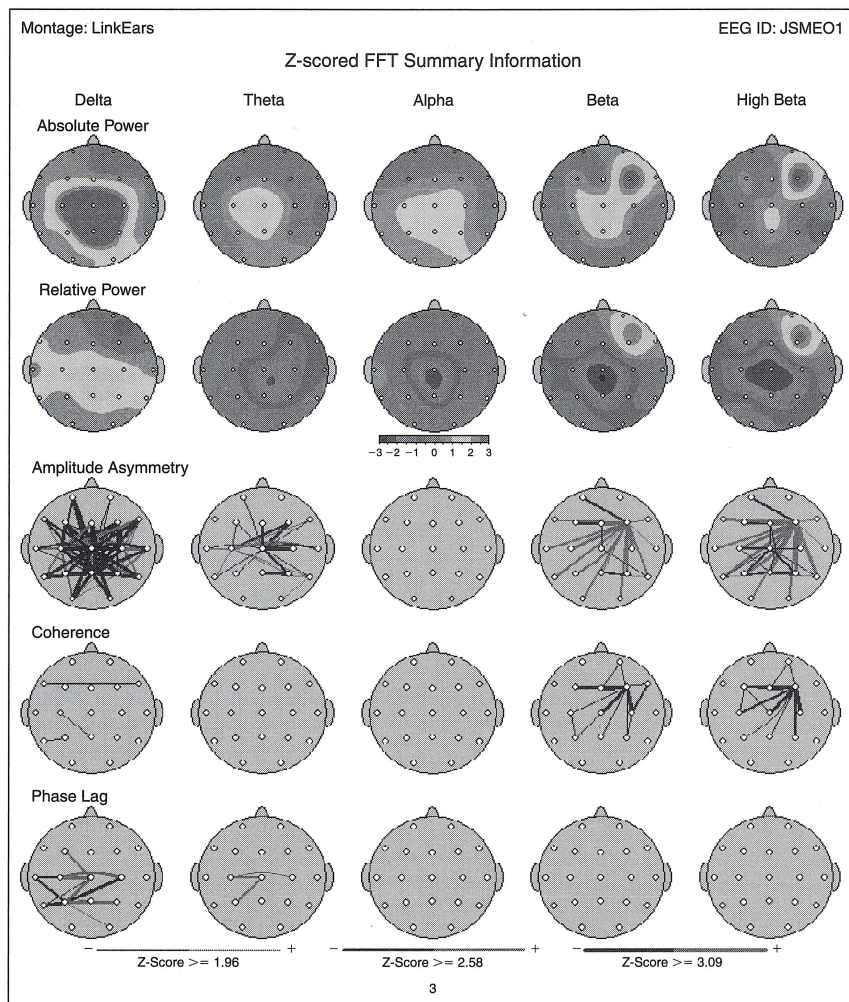 Montage: LinkEars EEG ID: JSMEO1
Z-scored FFT Summary Information
Delta Theta Alpha Beta High Beta
Absolute Power
Relative Power
−3 −2 −1 0 1 2 3
Amplitude Asymmetry
Coherence
Phase Lag
− + − + − +
Z-Score >= 1.96 Z-Score >= 2.58 Z-Score >= 3.09
3